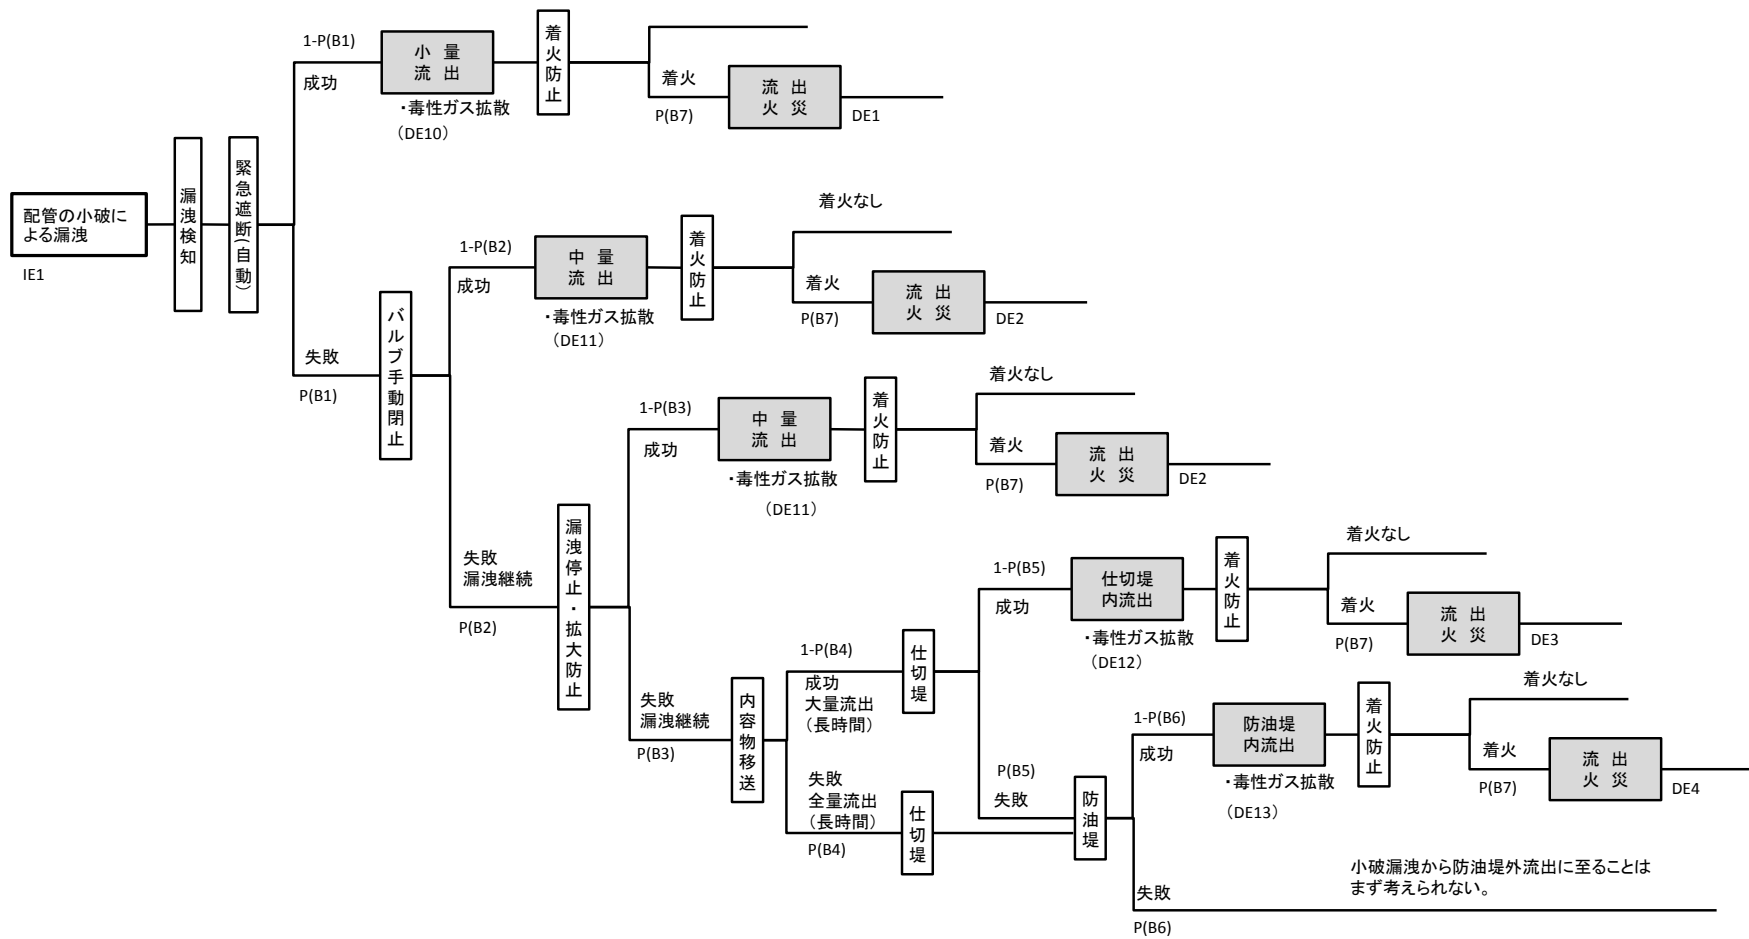 配管の小破に
よる漏洩
IE1
漏洩検知
緊急遮断(自動)
1-P(B1)
成功
小 量
流 出
・毒性ガス拡散
（DE10）
着火防止
着火
P(B7)
流 出
火 災
DE1
失敗
P(B1)
バルブ手動閉止
1-P(B2)
成功
中 量
流 出
・毒性ガス拡散
（DE11）
着火防止
着火なし
着火
P(B7)
流 出
火 災
DE2
失敗
漏洩継続
P(B2)
漏洩停止・拡大防止
1-P(B3)
成功
中 量
流 出
・毒性ガス拡散
（DE11）
着火防止
着火なし
着火
P(B7)
流 出
火 災
DE2
失敗
漏洩継続
P(B3)
内容物移送
1-P(B4)
成功
大量流出
（長時間）
仕切堤
1-P(B5)
成功
仕切堤
内流出
・毒性ガス拡散
（DE12）
着火防止
着火なし
着火
P(B7)
流 出
火 災
DE3
失敗
全量流出
（長時間）
P(B4)
仕切堤
P(B5)
失敗
防油堤
1-P(B6)
成功
防油堤
内流出
・毒性ガス拡散
（DE13）
着火防止
着火なし
着火
P(B7)
流 出
火 災
DE4
失敗
P(B6)
小破漏洩から防油堤外流出に至ることは
まず考えられない。